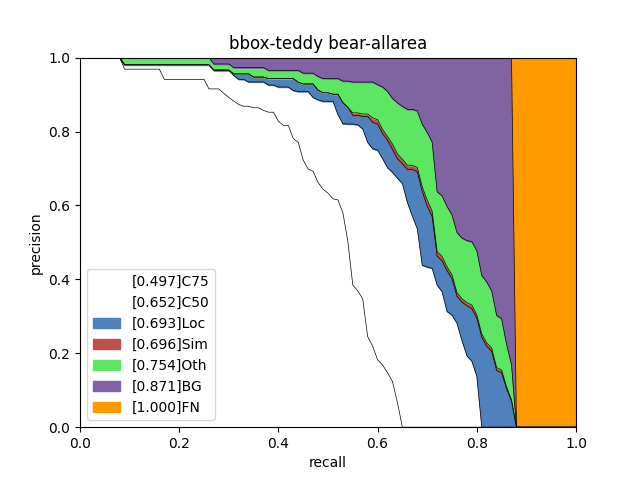 bbox-teddy bear-allarea
1.0
0.8
0.6
0.4
0.2
0.0
precision
[0.497]C75
[0.652]C50
[0.693]Loc
[0.696]Sim
[0.754]Oth
[0.871]BG
[1.000]FN
0.0 0.2 0.4 0.6 0.8 1.0
recall